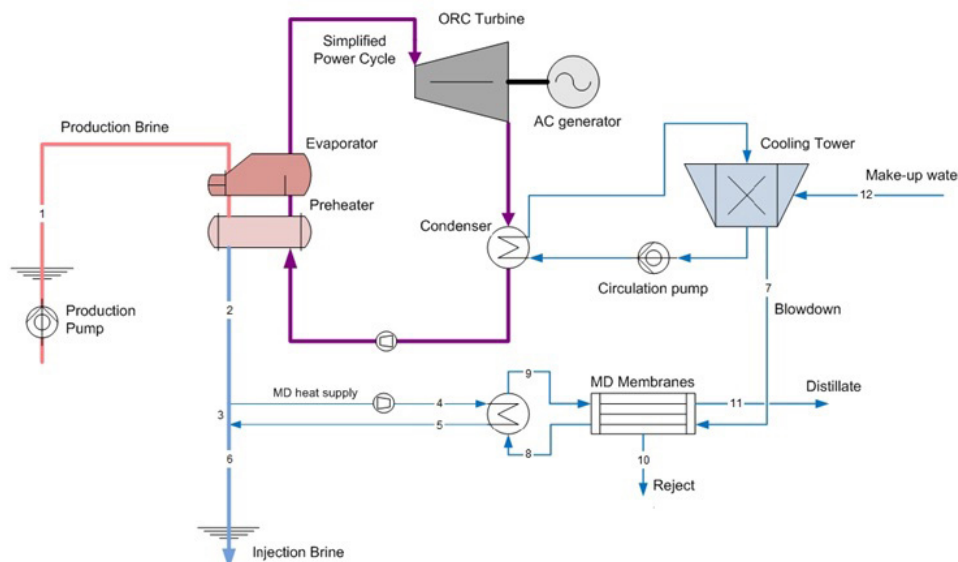 ORC Turbine
Simplified
Power Cycle
AC generator
Production Brine
Evaporator
Cooling Tower
Make-up wate
12
1
Preheater
Condenser
Circulation pump
7
Blowdown
Production
Pump
2
9
MD Membranes
Distillate
MD heat supply
4
11
3
5
8
6
10
Reject
Injection Brine